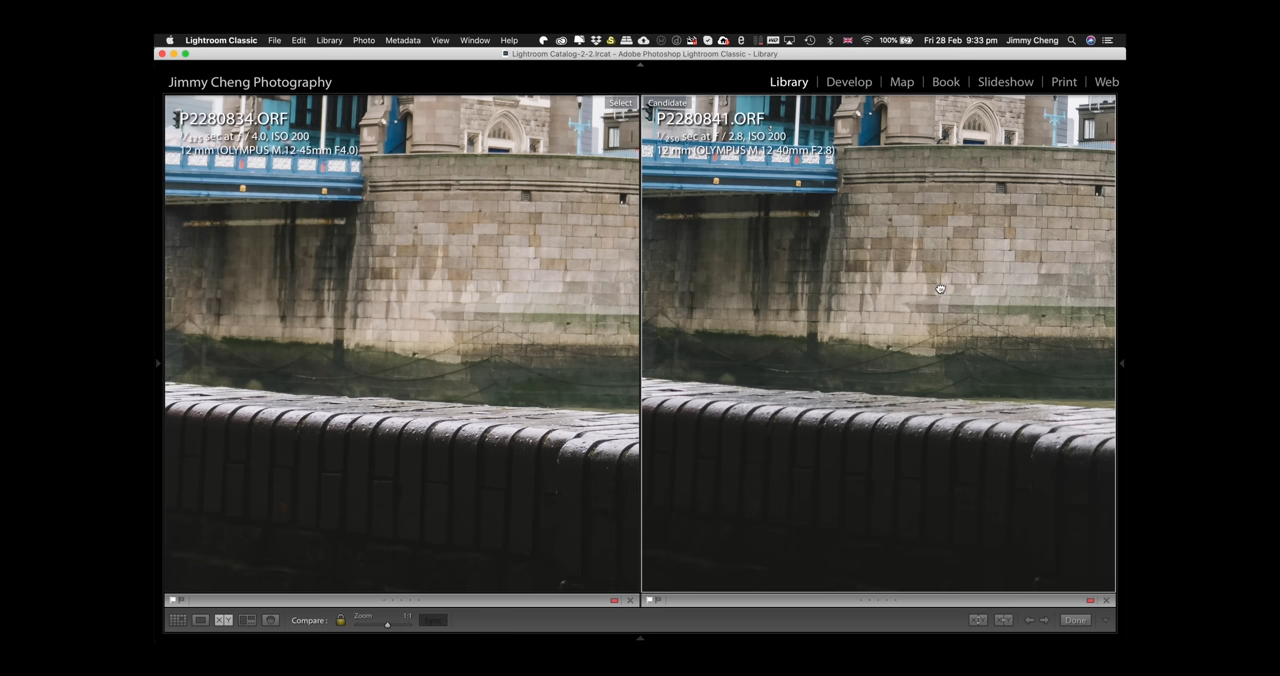 Lightroom Classic File Edit Library Photo Metadata View Window Help 100% Fri 28 Feb 9:33 pm Jimmy Cheng
Lightroom Catalog-2-2.lrcat - Adobe Photoshop Lightroom Classic - Library
Jimmy Cheng Photography
Library | Develop | Map | Book | Slideshow | Print | Web
Select
P2280834.ORF
sec at f / 4.0, ISO 200
12 mm (OLYMPUS M.12-45mm F4.0)
Candidate
P2280841.ORF
1/250 sec at f / 2.8, ISO 200
12 mm (OLYMPUS M.12-40mm F2.8)
X Y Compare : Zoom 1:1 Sync Done